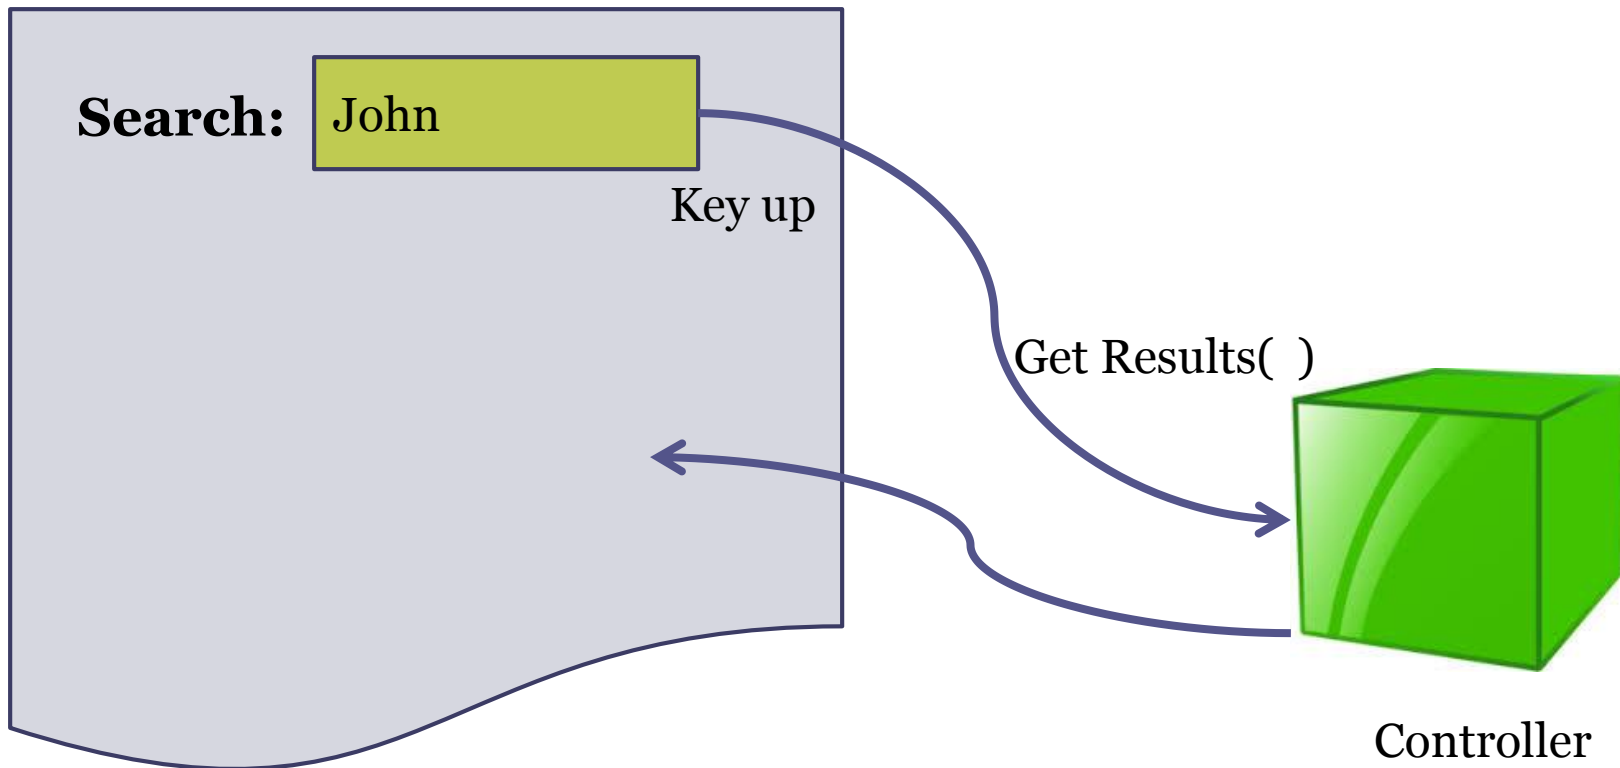 Search: John
Key up
Get Results(  )
Controller